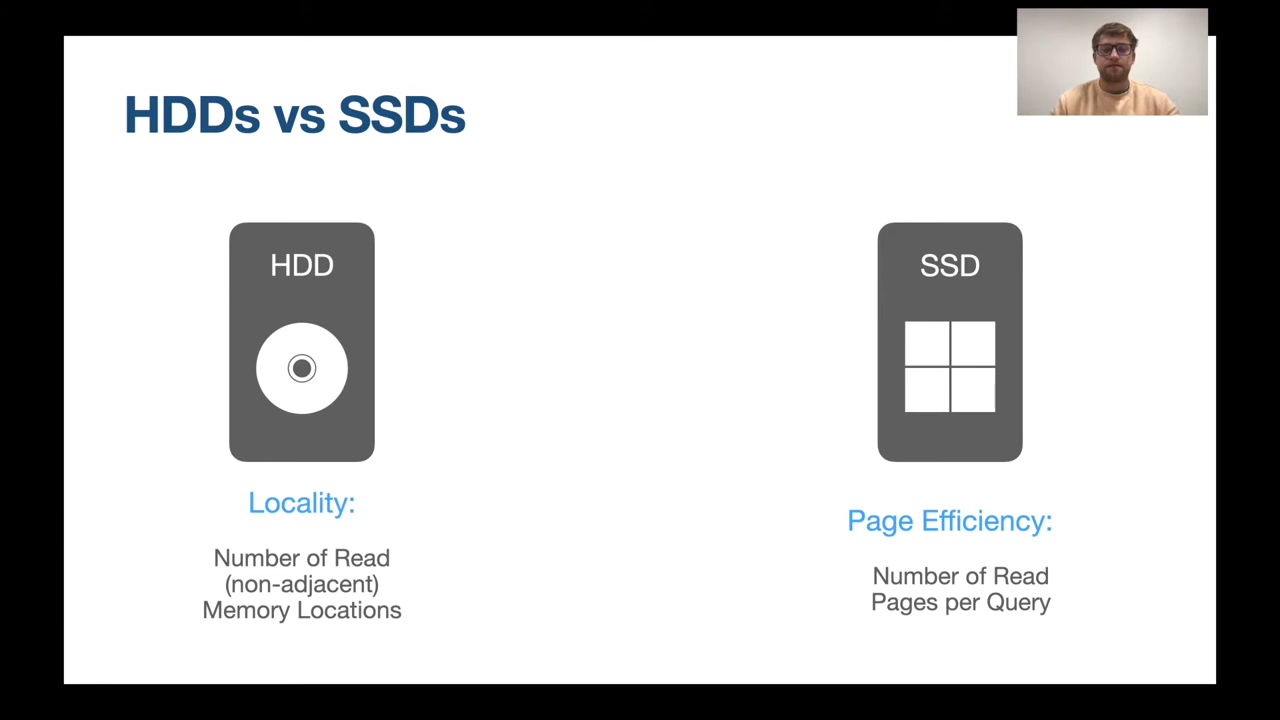 HDDs vs SSDs
HDD
SSD
Locality:
Number of Read
(non-adjacent)
Memory Locations
Page Efficiency:
Number of Read
Pages per Query